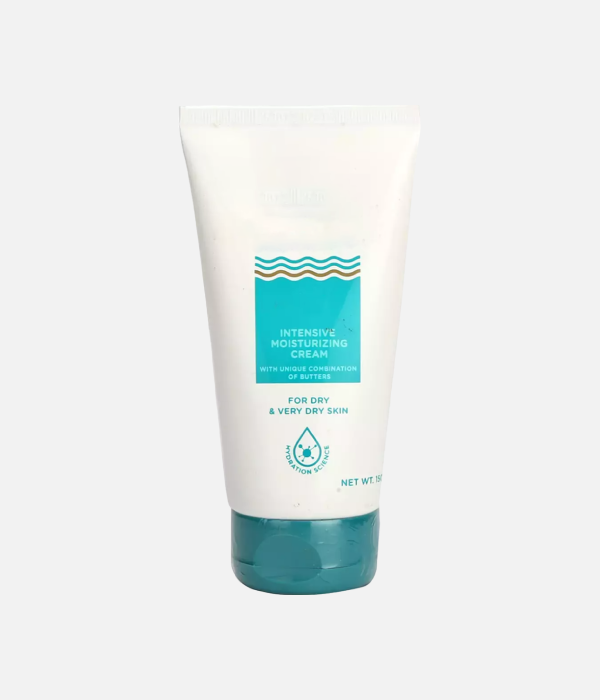 INTENSIVE
MOISTURIZING
CREAM
WITH UNIQUE COMBINATION
OF BUTTERS
FOR DRY
& VERY DRY SKIN
HYDRATION SCIENCE
NET WT.